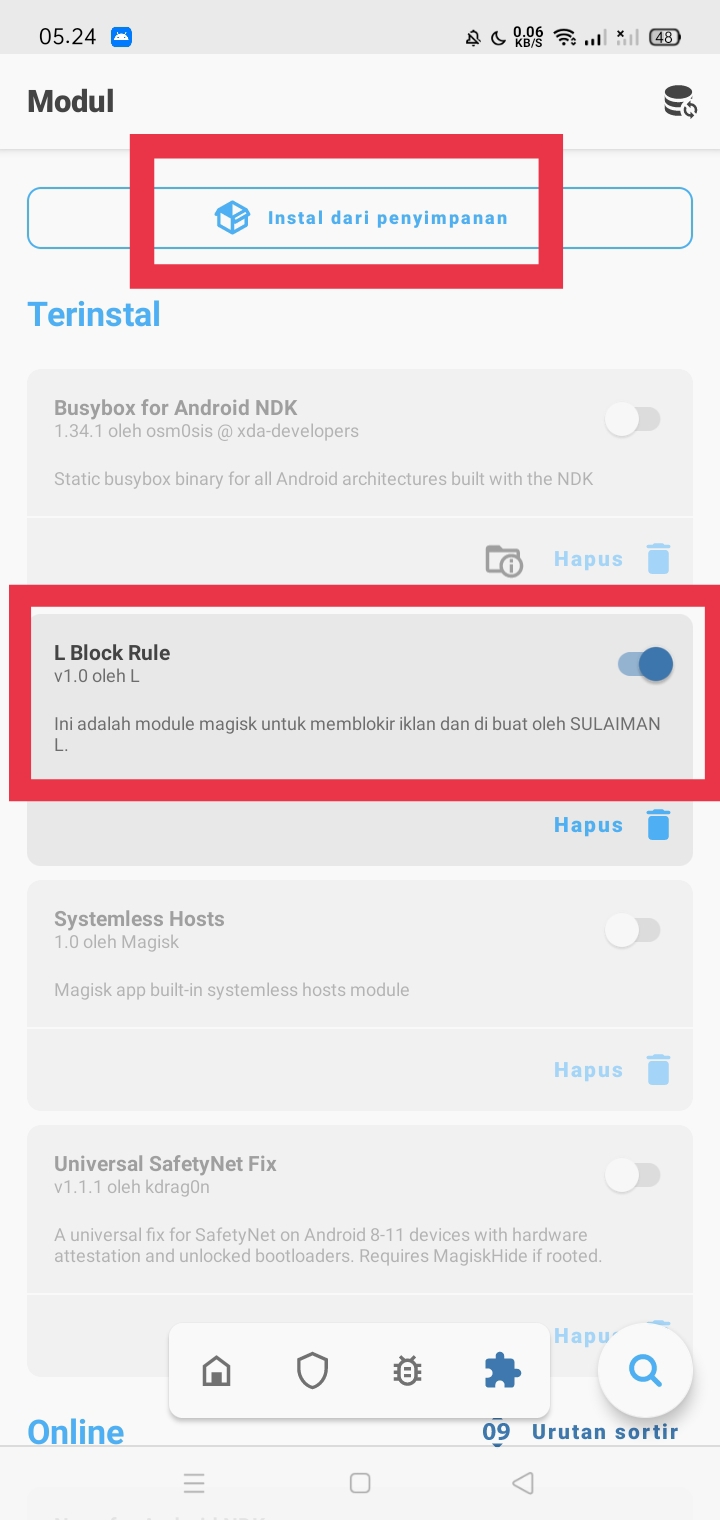 05.24
0.06
KB/S
48
Modul
Instal dari penyimpanan
Terinstal
Busybox for Android NDK
1.34.1 oleh osm0sis @ xda-developers
Static busybox binary for all Android architectures built with the NDK
Hapus
L Block Rule
v1.0 oleh L
Ini adalah module magisk untuk memblokir iklan dan di buat oleh SULAIMAN
L.
Hapus
Systemless Hosts
1.0 oleh Magisk
Magisk app built-in systemless hosts module
Hapus
Universal SafetyNet Fix
v1.1.1 oleh kdrag0n
A universal fix for SafetyNet on Android 8-11 devices with hardware
attestation and unlocked bootloaders. Requires MagiskHide if rooted.
Hapus
Online
Urutan sortir